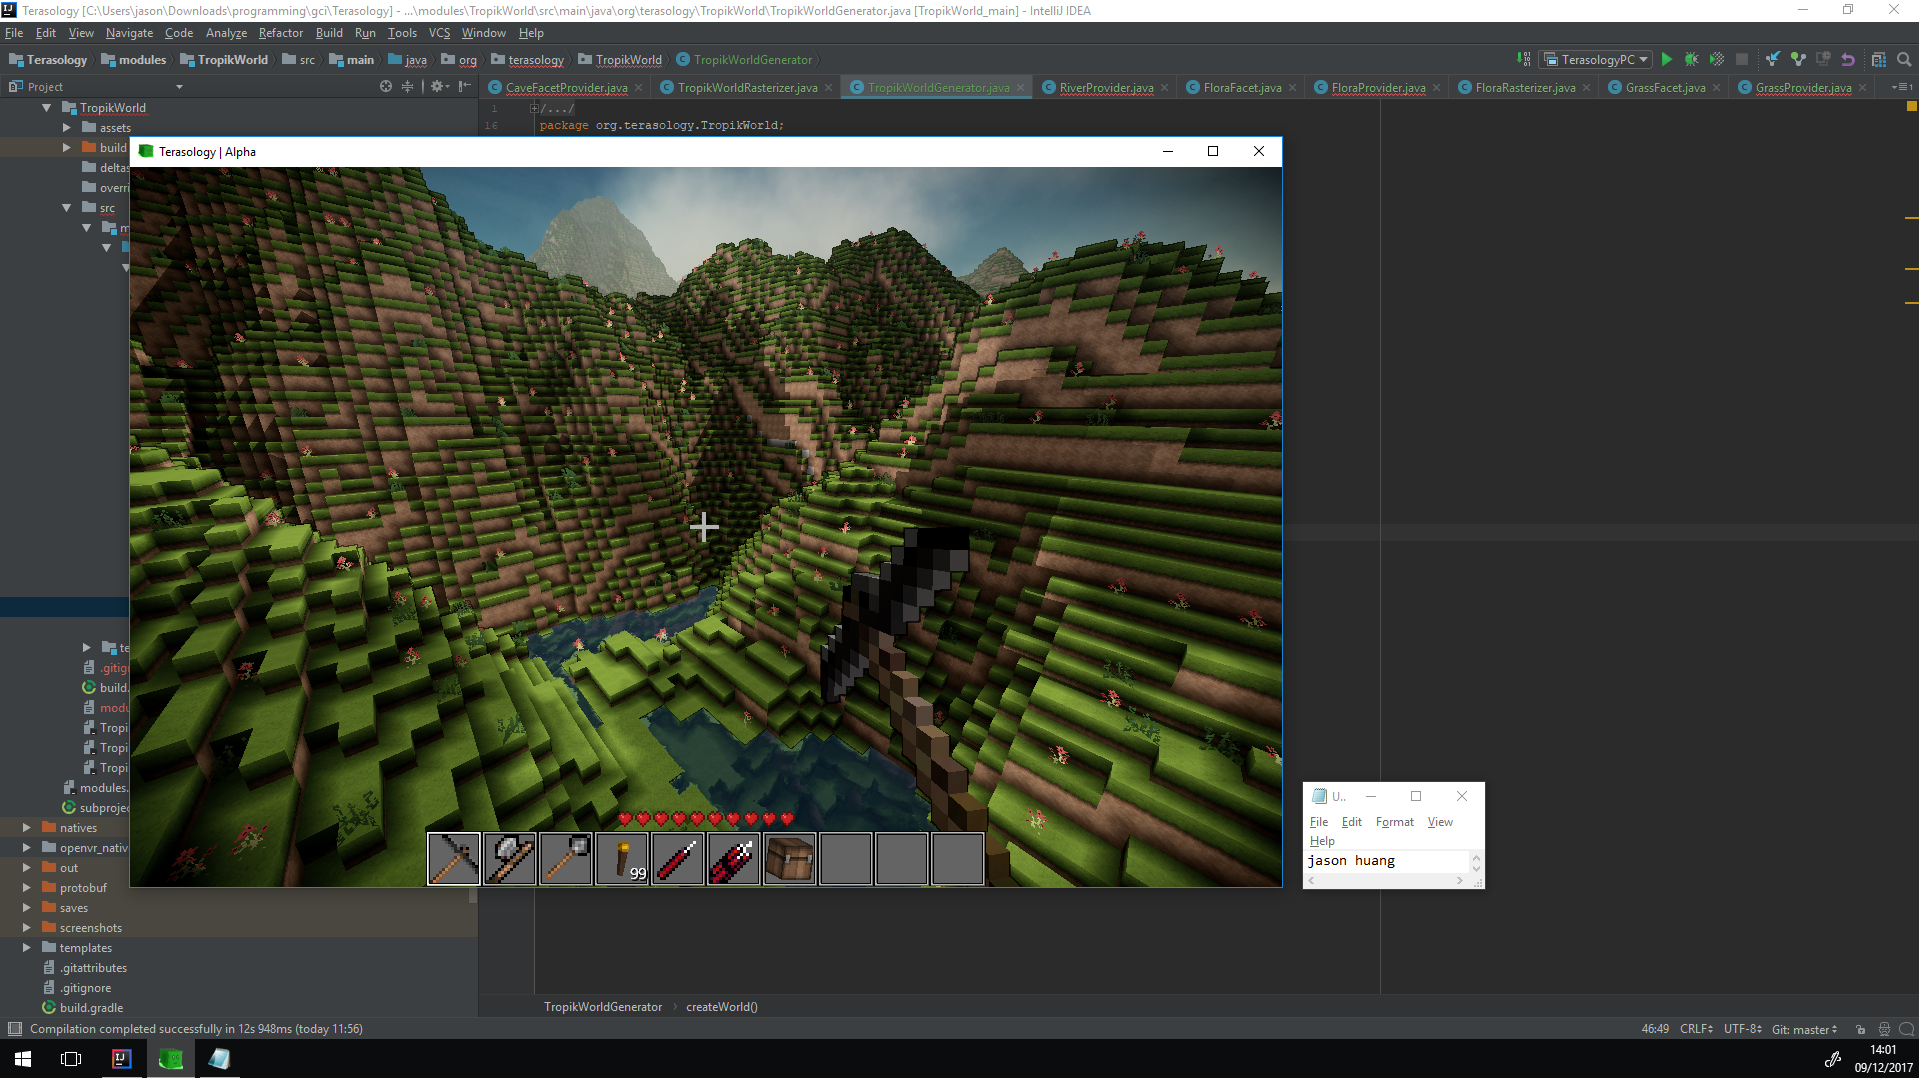 Terasology [C:\Users\jason\Downloads\programming\gci\Terasology] - ...\modules\TropikWorld\src\main\java\org\terasology\TropikWorld\TropikWorldGenerator.java [TropikWorld_main] - IntelliJ IDEA
File Edit View Navigate Code Analyze Refactor Build Run Tools VCS Window Help
Terasology modules TropikWorld src main java org terasology TropikWorld TropikWorldGenerator TerasologyPC
Project CaveFacetProvider.java TropikWorldRasterizer.java TropikWorldGenerator.java RiverProvider.java FloraFacet.java FloraProvider.java FloraRasterizer.java GrassFacet.java GrassProvider.java
TropikWorld 1 /.../
assets 16 package org.terasology.TropikWorld;
build
Terasology | Alpha
deltas
overri
src
m
te
.gitig
build.
modu
Tropi
Tropi
Tropi
modules.
subprojec
natives
openvr_nativ
out
protobuf
saves
screenshots
templates
.gitattributes
.gitignore
build.gradle
99
U..
File Edit Format View
Help
jason huang
TropikWorldGenerator createWorld()
Compilation completed successfully in 12s 948ms (today 11:56) 46:49 CRLF UTF-8 Git: master
14:01
09/12/2017